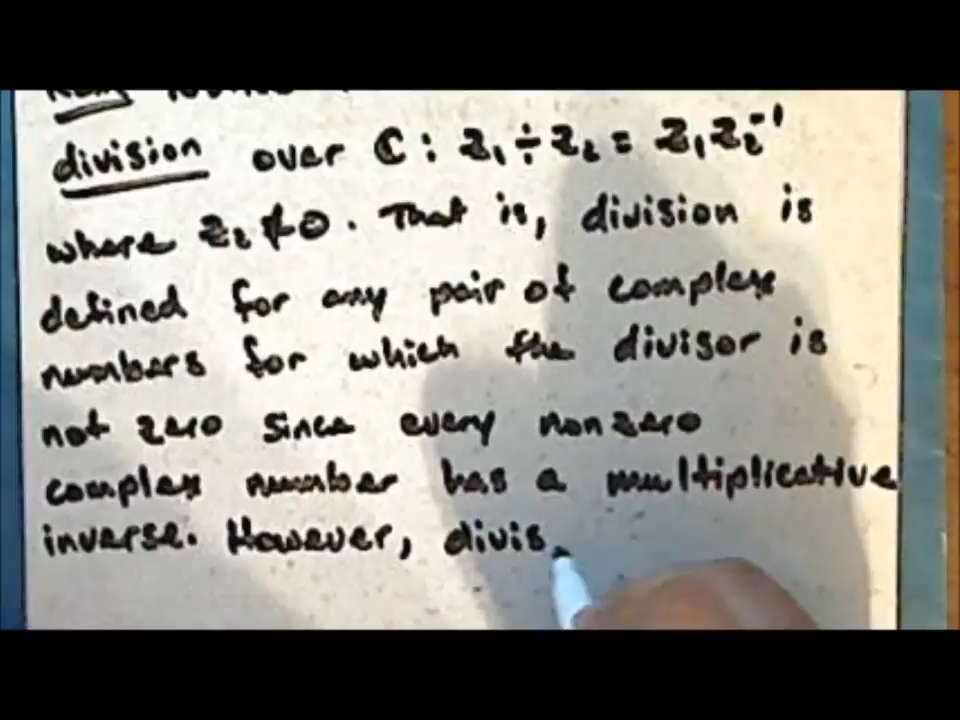 division over ℂ: z₁ ÷ z₂ = z₁z₂⁻¹
where z₂ ≠ 0. That is, division is
defined for any pair of complex
numbers for which the divisor is
not zero since every nonzero
complex number has a multiplicative
inverse. However, divis